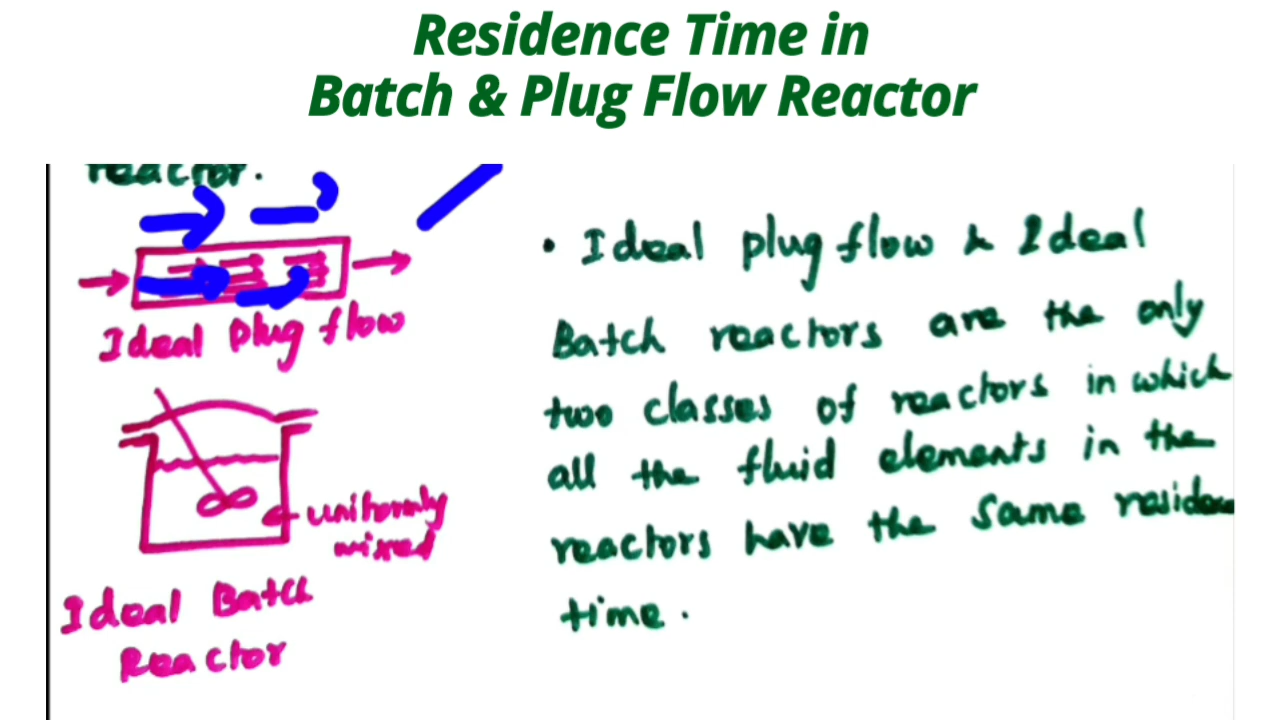 Residence Time in
Batch & Plug Flow Reactor
reactor.
Ideal plug flow
uniformly
mixed
Ideal Batch
Reactor
• Ideal plug flow & Ideal
Batch reactors are the only
two classes of reactors in which
all the fluid elements in the
reactors have the same residence
time.